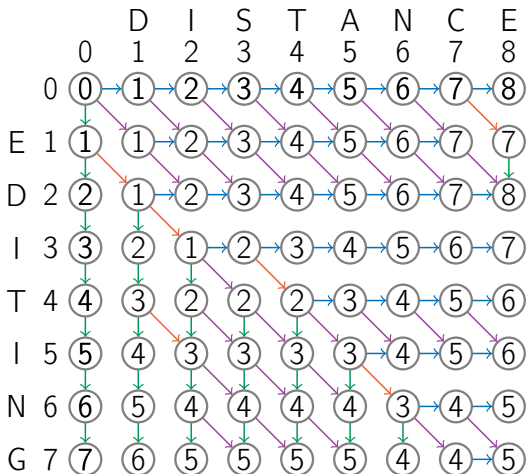 D I S T A N C E
0 1 2 3 4 5 6 7 8
0 0 1 2 3 4 5 6 7 8
E 1 1 1 2 3 4 5 6 7 7
D 2 2 1 2 3 4 5 6 7 8
I 3 3 2 1 2 3 4 5 6 7
T 4 4 3 2 2 2 3 4 5 6
I 5 5 4 3 3 3 3 4 5 6
N 6 6 5 4 4 4 4 3 4 5
G 7 7 6 5 5 5 5 4 4 5